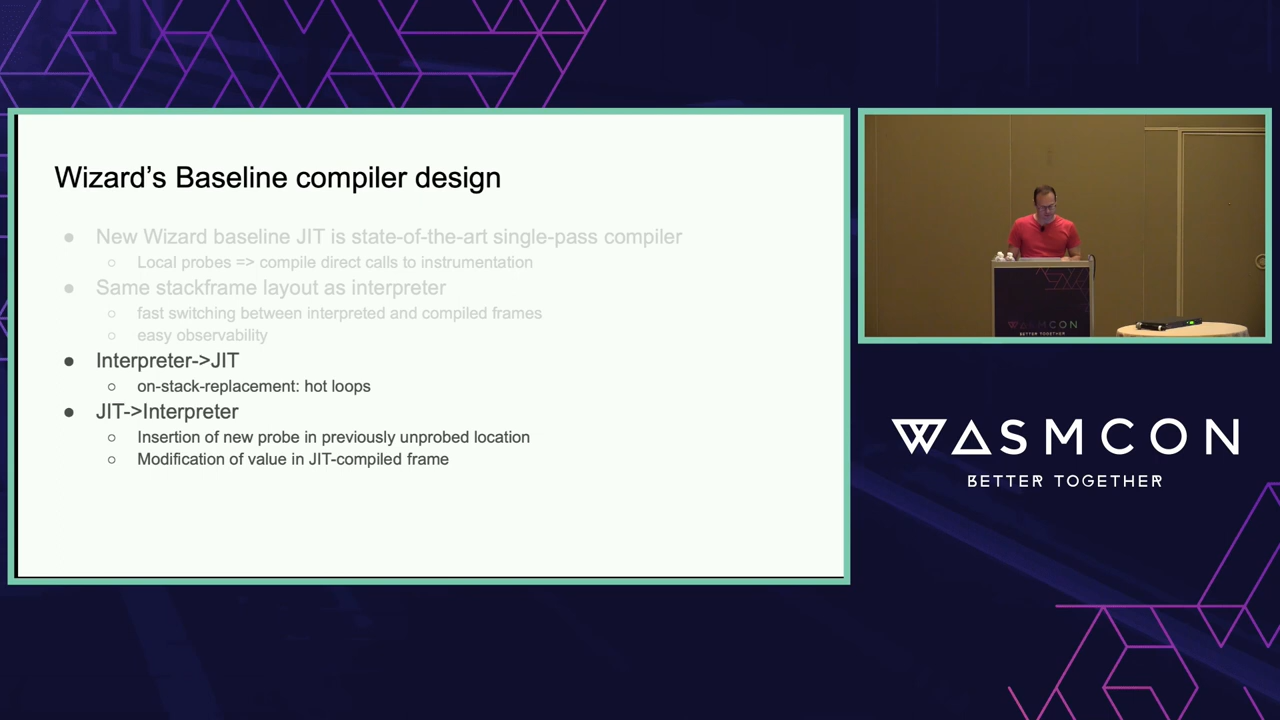 Wizard’s Baseline compiler design
● New Wizard baseline JIT is state-of-the-art single-pass compiler
○ Local probes => compile direct calls to instrumentation
● Same stackframe layout as interpreter
○ fast switching between interpreted and compiled frames
○ easy observability
● Interpreter->JIT
○ on-stack-replacement: hot loops
● JIT->Interpreter
○ Insertion of new probe in previously unprobed location
○ Modification of value in JIT-compiled frame
WASMCON
BETTER TOGETHER
WASMCON
BETTER TOGETHER